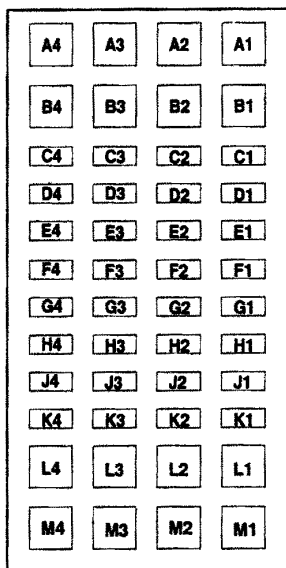 A4 A3 A2 A1
B4 B3 B2 B1
C4 C3 C2 C1
D4 D3 D2 D1
E4 E3 E2 E1
F4 F3 F2 F1
G4 G3 G2 G1
H4 H3 H2 H1
J4 J3 J2 J1
K4 K3 K2 K1
L4 L3 L2 L1
M4 M3 M2 M1